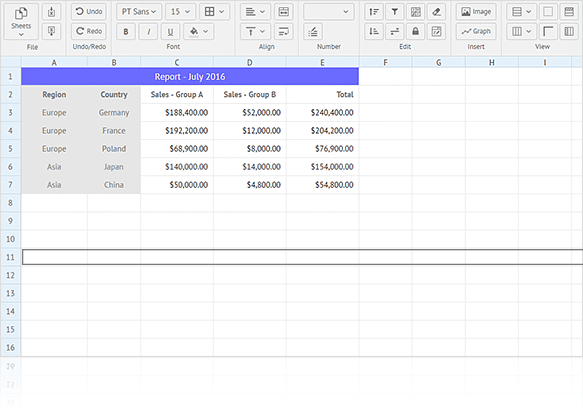 PT Sans 15
Undo
Redo
B I U
Sheets
Image
Graph
File Undo/Redo Font Align Number Edit Insert View
A B C D E F G H I
1 Report - July 2016
2 Region Country Sales - Group A Sales - Group B Total
3 Europe Germany $188,400.00 $52,000.00 $240,400.00
4 Europe France $192,200.00 $12,000.00 $204,200.00
5 Europe Poland $68,900.00 $8,000.00 $76,900.00
6 Asia Japan $140,000.00 $14,000.00 $154,000.00
7 Asia China $50,000.00 $4,800.00 $54,800.00
8
9
10
11
12
13
14
15
16